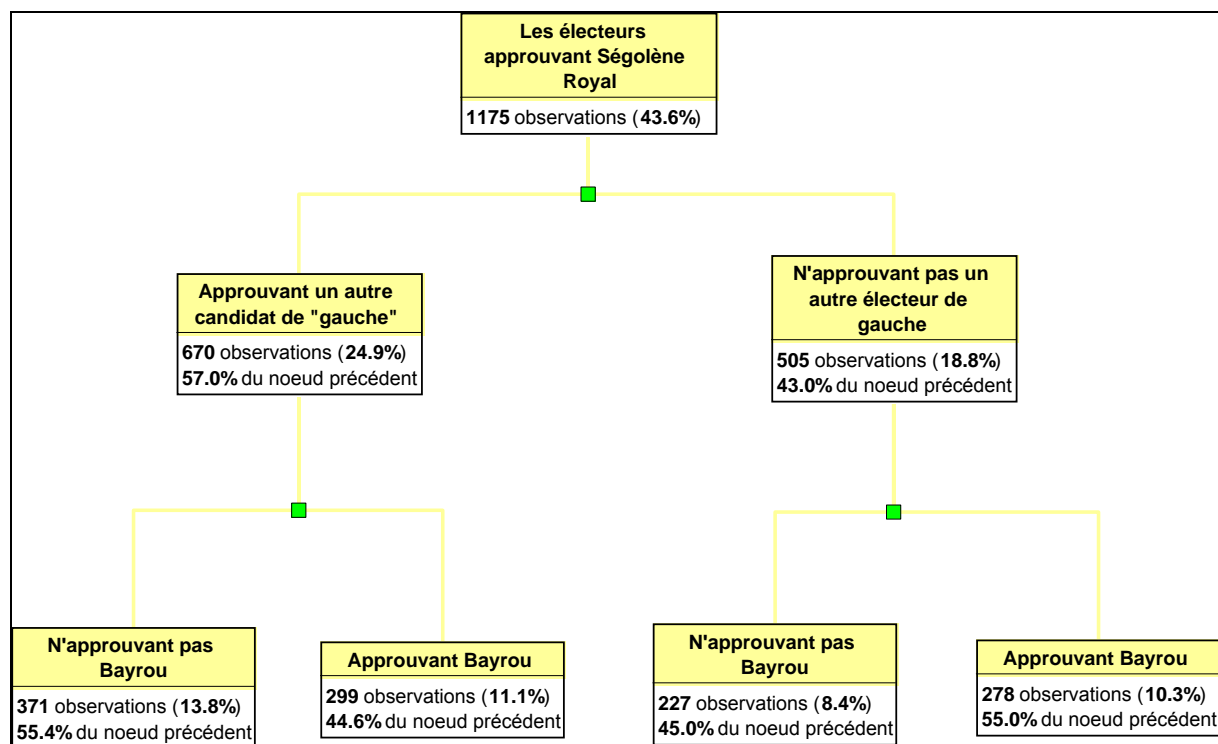 Les électeurs
approuvant Ségolène
Royal
1175 observations (43.6%)
Approuvant un autre
candidat de "gauche"
670 observations (24.9%)
57.0% du noeud précédent
N'approuvant pas un
autre électeur de
gauche
505 observations (18.8%)
43.0% du noeud précédent
N'approuvant pas
Bayrou
371 observations (13.8%)
55.4% du noeud précédent
Approuvant Bayrou
299 observations (11.1%)
44.6% du noeud précédent
N'approuvant pas
Bayrou
227 observations (8.4%)
45.0% du noeud précédent
Approuvant Bayrou
278 observations (10.3%)
55.0% du noeud précédent